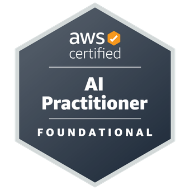 aws
certified
AI
Practitioner
FOUNDATIONAL